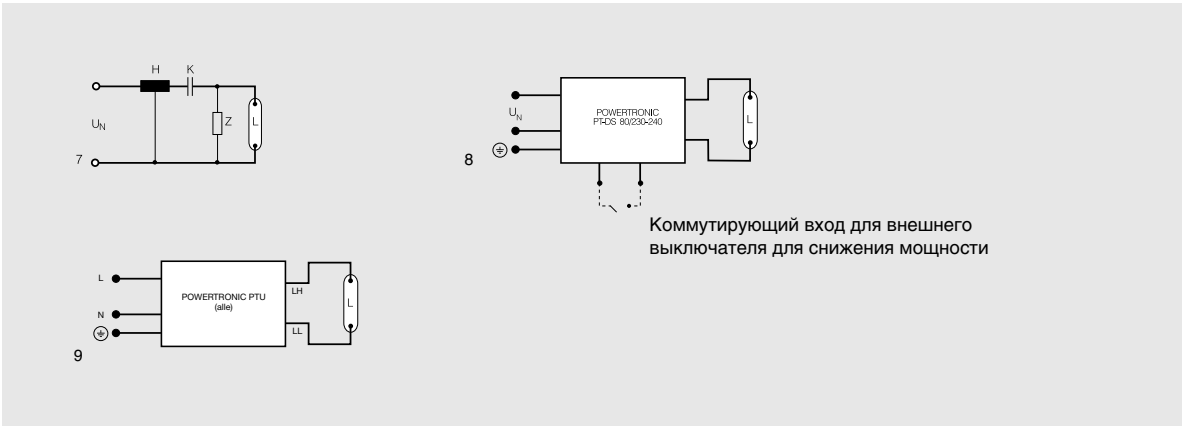 H K
U_N
Z L
7
POWERTRONIC
PT-DS 80/230-240
U_N
L
8
Коммутирующий вход для внешнего
выключателя для снижения мощности
L
POWERTRONIC PTU
(alle)
LH
L
N
LL
9